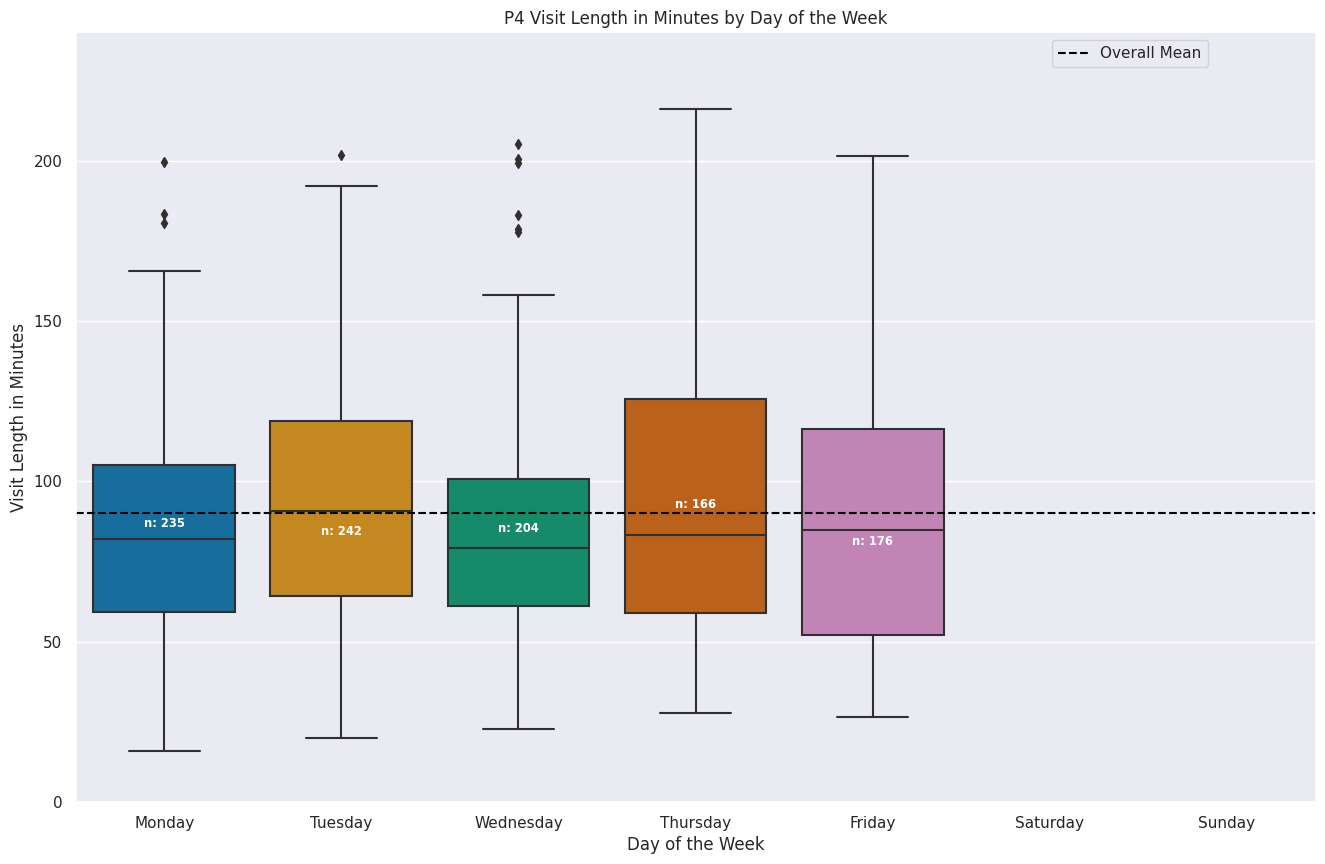 P4 Visit Length in Minutes by Day of the Week
Overall Mean
Visit Length in Minutes
200
150
100
50
0
n: 235
n: 242
n: 204
n: 166
n: 176
Monday
Tuesday
Wednesday
Thursday
Friday
Saturday
Sunday
Day of the Week